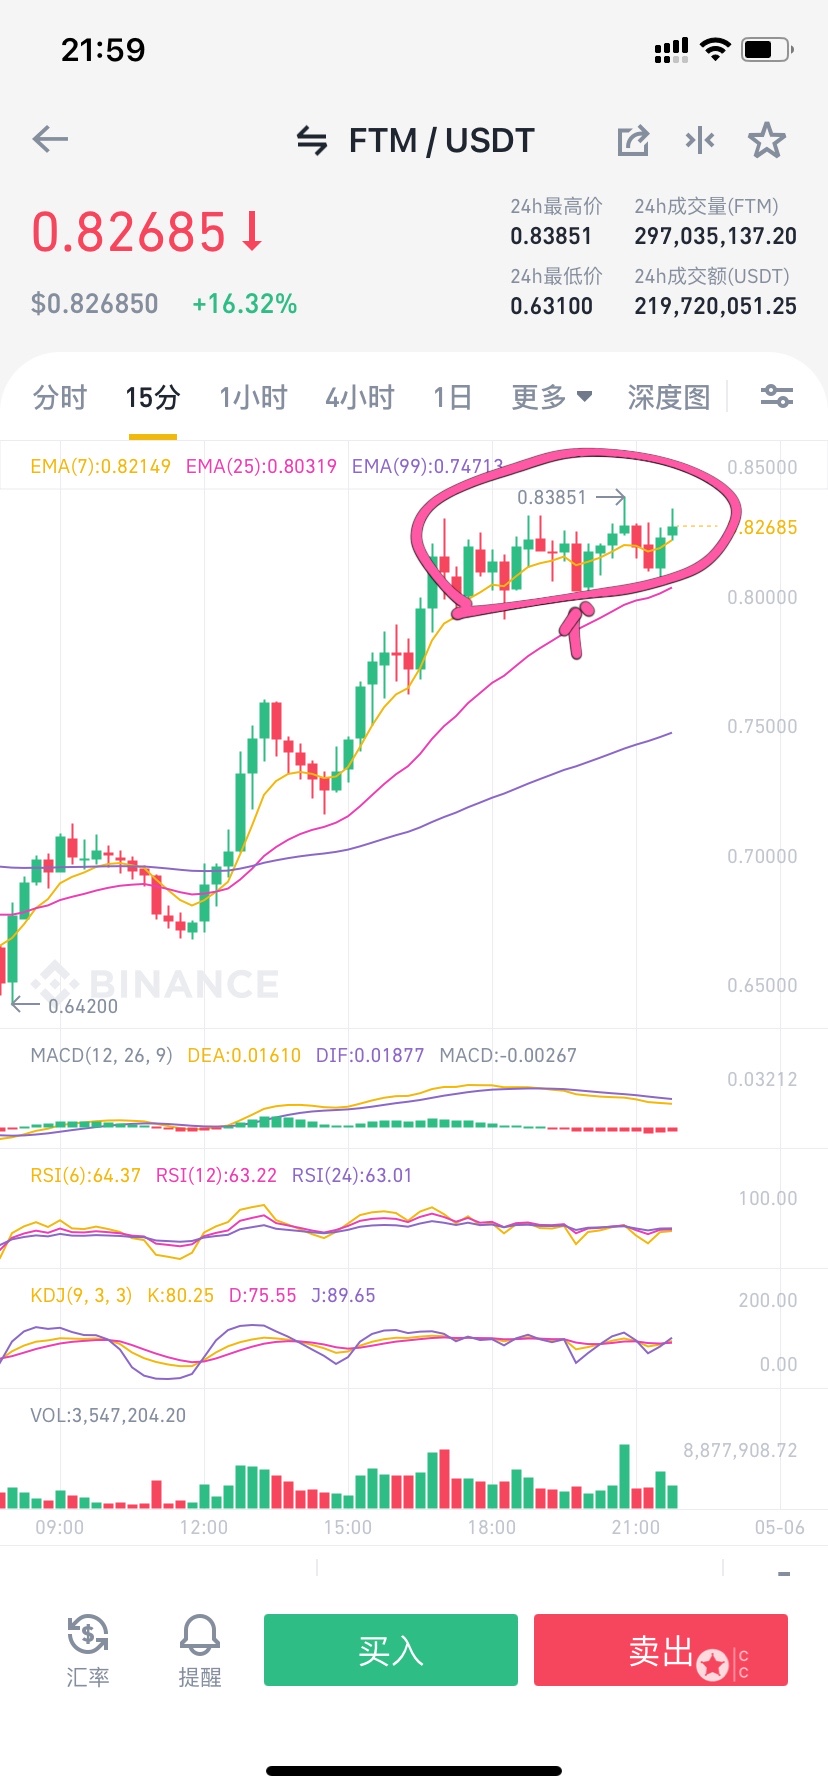 21:59
FTM / USDT
0.82685
24h最高价 24h成交量(FTM)
0.83851 297,035,137.20
$0.826850 +16.32%
24h最低价 24h成交额(USDT)
0.63100 219,720,051.25
分时 15分 1小时 4小时 1日 更多 深度图
EMA(7):0.82149 EMA(25):0.80319 EMA(99):0.74713
0.85000
0.83851
.82685
0.80000
0.75000
0.70000
0.65000
BINANCE
0.64200
MACD(12, 26, 9) DEA:0.01610 DIF:0.01877 MACD:-0.00267
0.03212
RSI(6):64.37 RSI(12):63.22 RSI(24):63.01
100.00
KDJ(9, 3, 3) K:80.25 D:75.55 J:89.65
200.00
0.00
VOL:3,547,204.20
8,877,908.72
09:00 12:00 15:00 18:00 21:00 05-06
汇率 提醒 买入 卖出
C
C